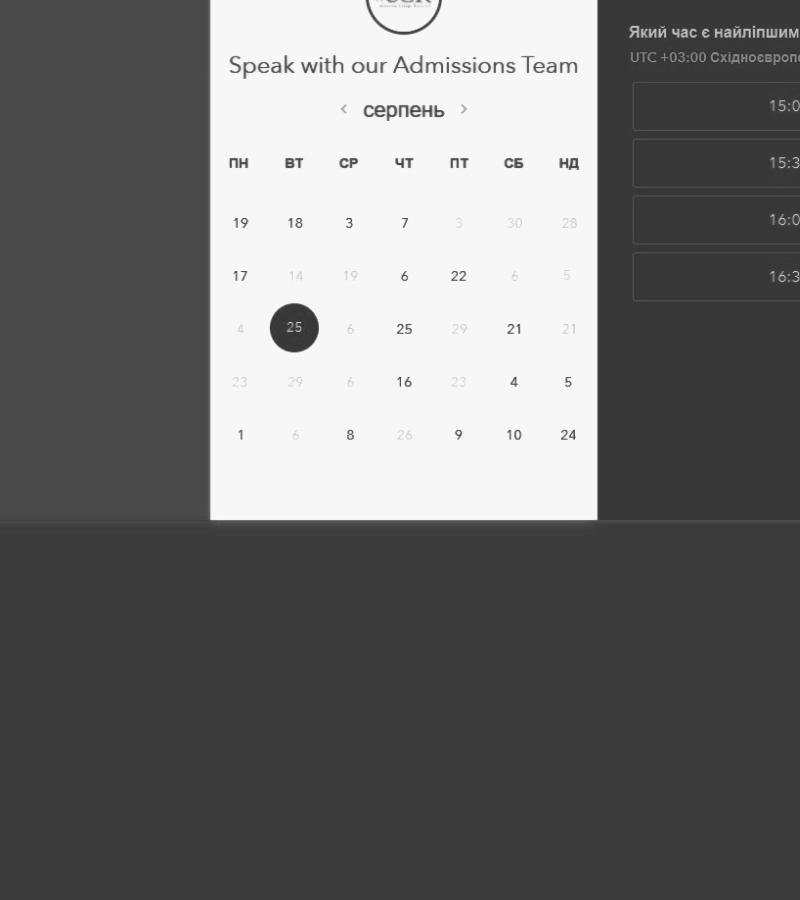 Speak with our Admissions Team
серпень
ПН ВТ СР ЧТ ПТ СБ НД
19 18 3 7 3 30 28
17 14 19 6 22 6 5
4 25 6 25 29 21 21
23 29 6 16 23 4 5
1 6 8 26 9 10 24
Який час є найліпшим
UTC +03:00 Східноєвроп
15:0
15:3
16:0
16:3